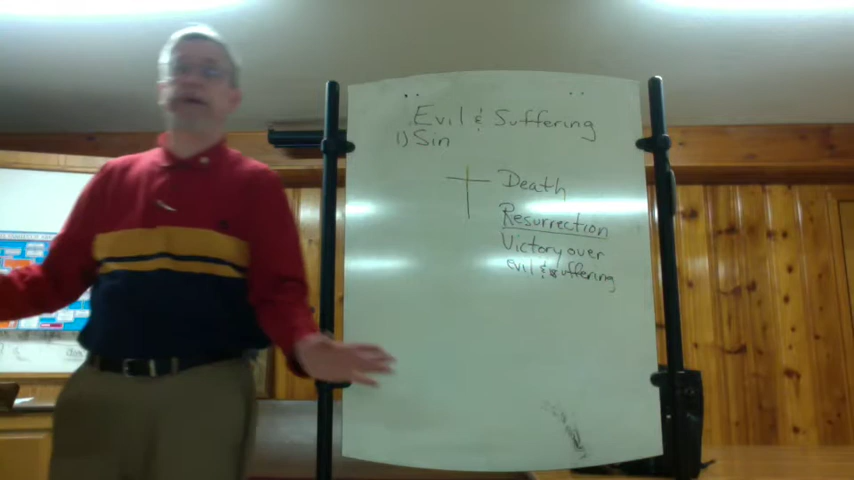 Evil & Suffering
1) Sin
Death
Resurrection
Victory over
Evil & Suffering